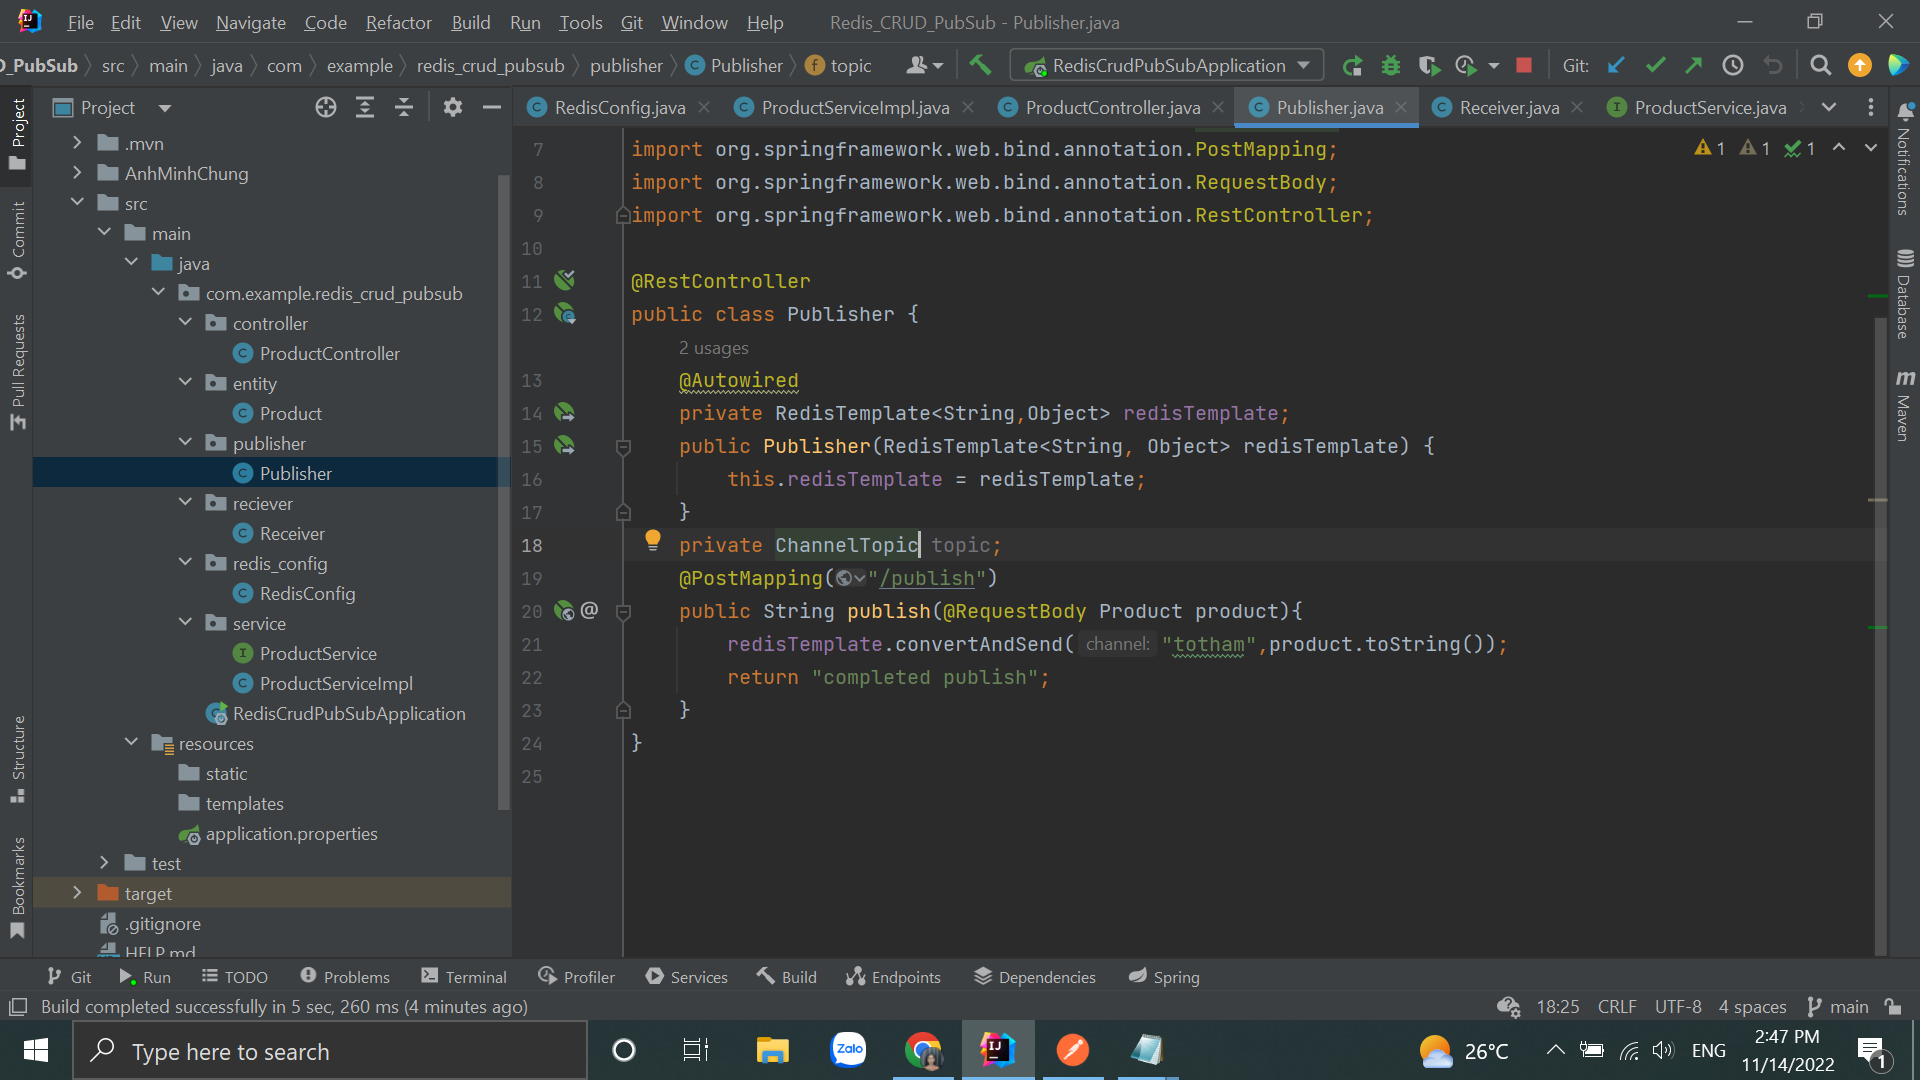 File Edit View Navigate Code Refactor Build Run Tools Git Window Help Redis_CRUD_PubSub - Publisher.java
D_PubSub src main java com example redis_crud_pubsub publisher Publisher topic RedisCrudPubSubApplication Git:
Project
RedisConfig.java ProductServiceImpl.java ProductController.java Publisher.java Receiver.java ProductService.java
Project
Commit
Pull Requests
Structure
Bookmarks
.mvn
AnhMinhChung
src
main
java
com.example.redis_crud_pubsub
controller
ProductController
entity
Product
publisher
Publisher
reciever
Receiver
redis_config
RedisConfig
service
ProductService
ProductServiceImpl
RedisCrudPubSubApplication
resources
static
templates
application.properties
test
target
.gitignore
HELP.md
7 import org.springframework.web.bind.annotation.PostMapping;
8 import org.springframework.web.bind.annotation.RequestBody;
9 import org.springframework.web.bind.annotation.RestController;
10
11 @RestController
12 public class Publisher {
2 usages
13 @Autowired
14 private RedisTemplate<String,Object> redisTemplate;
15 public Publisher(RedisTemplate<String, Object> redisTemplate) {
16 this.redisTemplate = redisTemplate;
17 }
18 private ChannelTopic topic;
19 @PostMapping("/publish")
20 @ public String publish(@RequestBody Product product){
21 redisTemplate.convertAndSend( channel: "totham",product.toString());
22 return "completed publish";
23 }
24 }
25
1 1 1
Notifications
Database
m Maven
Git Run TODO Problems Terminal Profiler Services Build Endpoints Dependencies Spring
Build completed successfully in 5 sec, 260 ms (4 minutes ago) 18:25 CRLF UTF-8 4 spaces main
Type here to search Zalo 26°C ENG 2:47 PM
11/14/2022 1